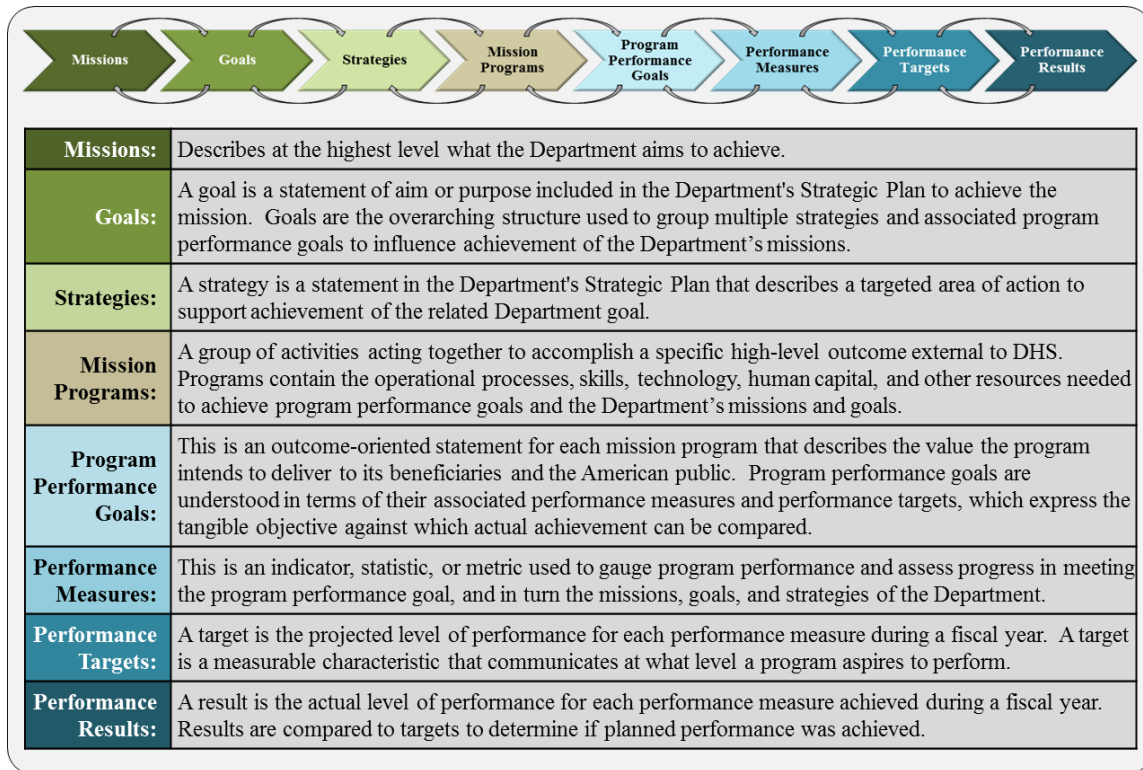 Missions
Goals
Strategies
Mission
Programs
Program
Performance
Goals
Performance
Measures
Performance
Targets
Performance
Results
Missions:
Describes at the highest level what the Department aims to achieve.
Goals:
A goal is a statement of aim or purpose included in the Department's Strategic Plan to achieve the
mission.  Goals are the overarching structure used to group multiple strategies and associated program
performance goals to influence achievement of the Department’s missions.
Strategies:
A strategy is a statement in the Department's Strategic Plan that describes a targeted area of action to
support achievement of the related Department goal.
Mission
Programs:
A group of activities acting together to accomplish a specific high-level outcome external to DHS.
Programs contain the operational processes, skills, technology, human capital, and other resources needed
to achieve program performance goals and the Department’s missions and goals.
Program
Performance
Goals:
This is an outcome-oriented statement for each mission program that describes the value the program
intends to deliver to its beneficiaries and the American public.  Program performance goals are
understood in terms of their associated performance measures and performance targets, which express the
tangible objective against which actual achievement can be compared.
Performance
Measures:
This is an indicator, statistic, or metric used to gauge program performance and assess progress in meeting
the program performance goal, and in turn the missions, goals, and strategies of the Department.
Performance
Targets:
A target is the projected level of performance for each performance measure during a fiscal year.  A target
is a measurable characteristic that communicates at what level a program aspires to perform.
Performance
Results:
A result is the actual level of performance for each performance measure achieved during a fiscal year.
Results are compared to targets to determine if planned performance was achieved.